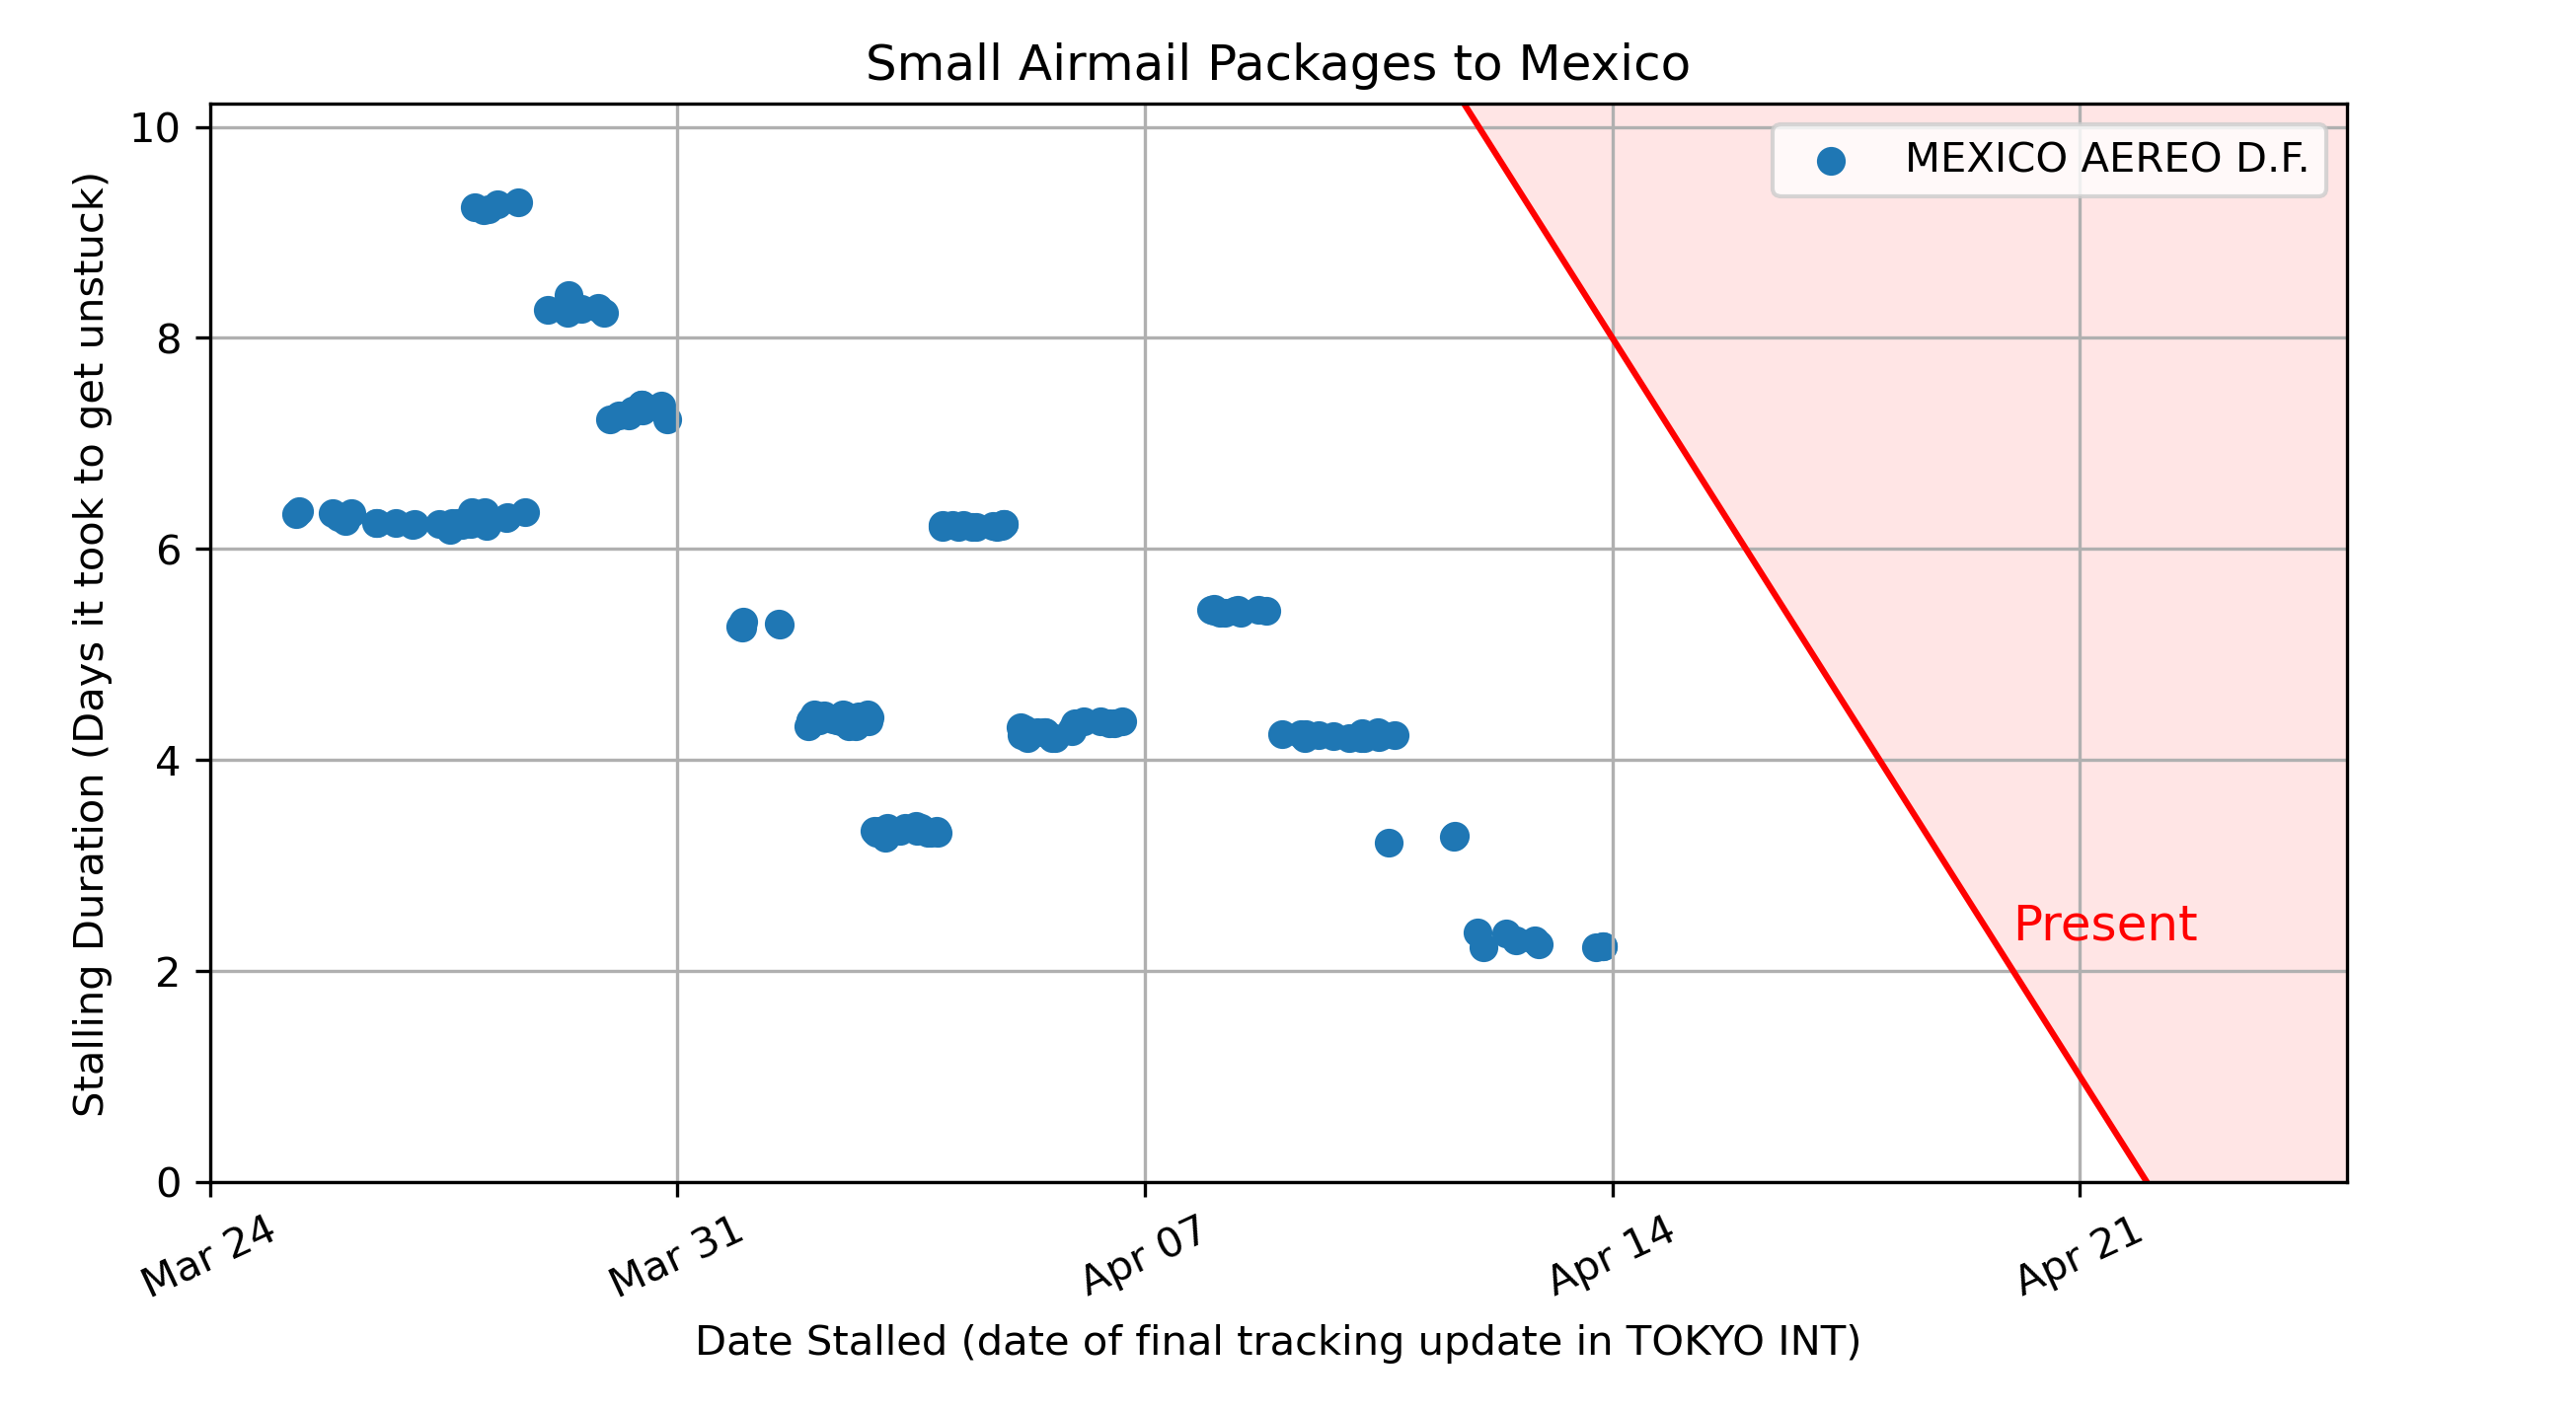 Small Airmail Packages to Mexico
Stalling Duration (Days it took to get unstuck)
10
8
6
4
2
0
MEXICO AEREO D.F.
Present
Mar 24
Mar 31
Apr 07
Apr 14
Apr 21
Date Stalled (date of final tracking update in TOKYO INT)